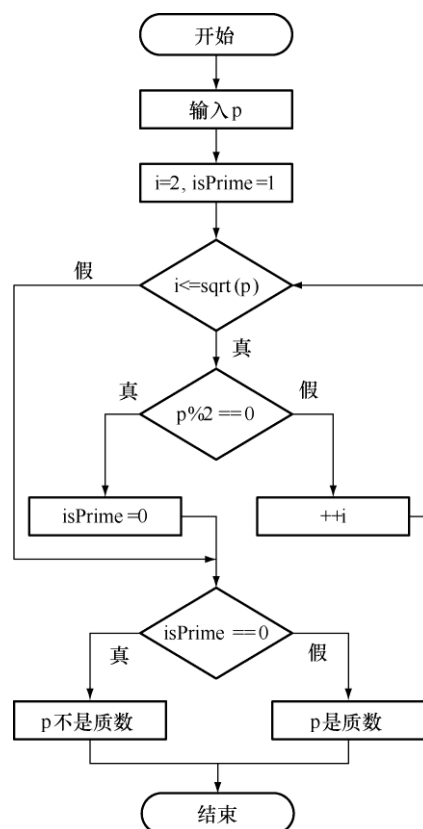 开始
输入p
i=2, isPrime=1
假
i<=sqrt(p)
真
真
p%2==0
假
isPrime=0
++i
isPrime ==0
真
假
p不是质数
p是质数
结束